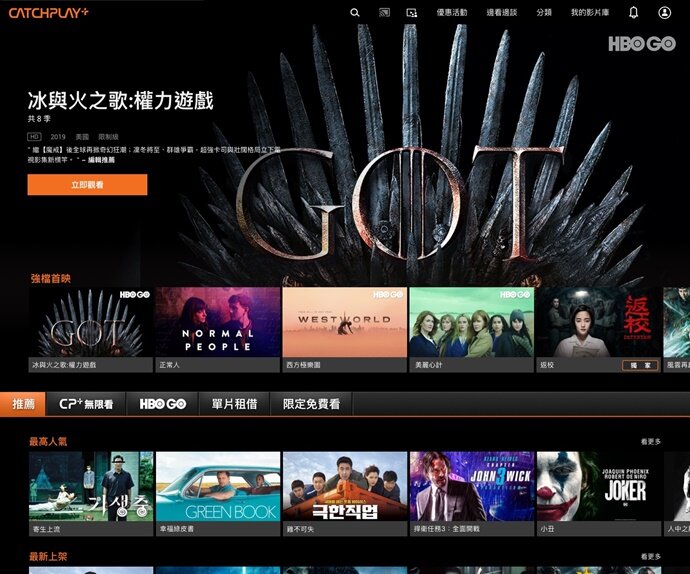 CATCHPLAY+
優惠活動 邊看邊談 分類 我的影片庫
HBO GO
冰與火之歌:權力遊戲
共 8 季
HD 2019 美國 限制級
" 繼【魔戒】後全球再掀奇幻狂潮；凜冬將至、群雄爭霸，超強卡司與壯闊格局立下電
視影集新標竿。" – 編輯推薦
立即觀看
GOT
強檔首映
HBO GO
GOT
冰與火之歌:權力遊戲
NORMAL
PEOPLE
正常人
HBO GO
WESTWORLD
西方極樂園
HBO GO
美麗心計
返校
DETENTION
返校
獨家
風雲再
推薦
CP+ 無限看
HBO GO
單片租借
限定免費看
最高人氣
看更多
기생충
寄生上流
GREEN BOOK
幸福綠皮書
극한직업
雞不可失
KEANU REEVES
JOHN WICK
CHAPTER 3
捍衛任務3：全面開戰
JOAQUIN PHOENIX
ROBERT DE NIRO
JOKER
小丑
人中之
最新上架
看更多